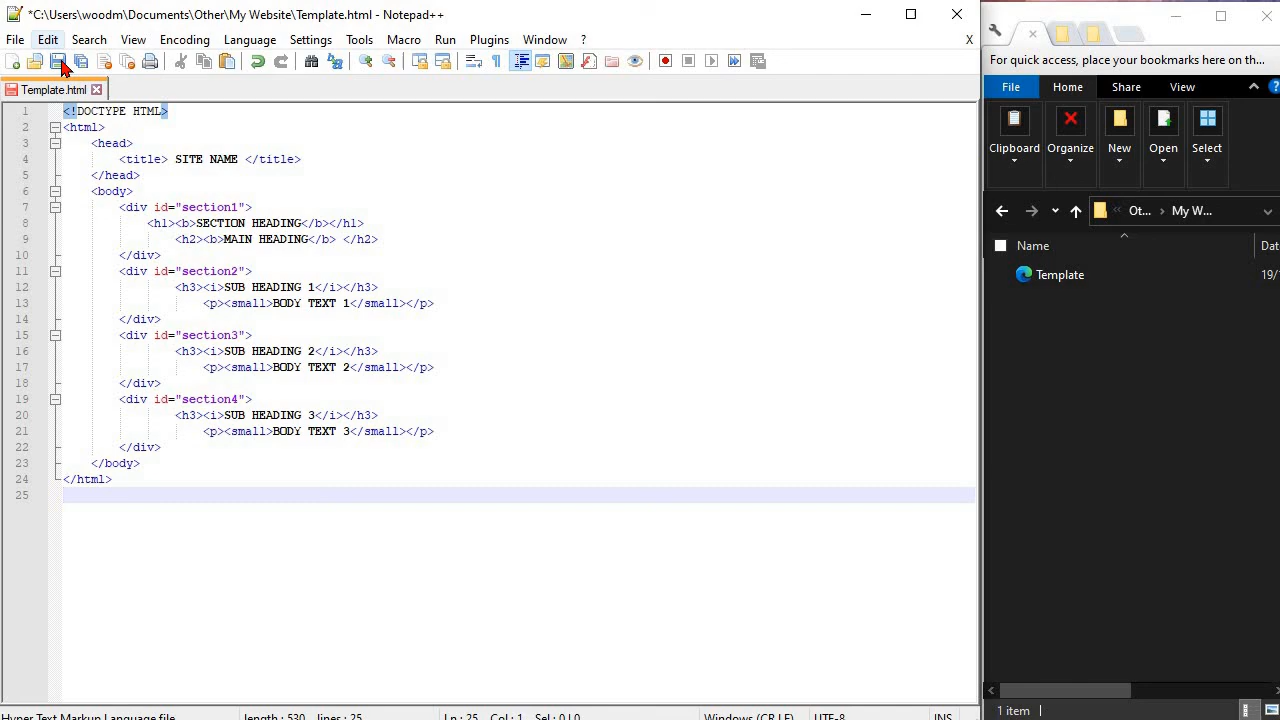 *C:\Users\woodm\Documents\Other\My Website\Template.html - Notepad++
File Edit Search View Encoding Language Settings Macro Run Plugins Window ? X
Template.html
1 <!DOCTYPE HTML>
2 <html>
3 <head>
4 <title> SITE NAME </title>
5 </head>
6 <body>
7 <div id="section1">
8 <h1><b>SECTION HEADING</b></h1>
9 <h2><b>MAIN HEADING</b> </h2>
10 </div>
11 <div id="section2">
12 <h3><i>SUB HEADING 1</i></h3>
13 <p><small>BODY TEXT 1</small></p>
14 </div>
15 <div id="section3">
16 <h3><i>SUB HEADING 2</i></h3>
17 <p><small>BODY TEXT 2</small></p>
18 </div>
19 <div id="section4">
20 <h3><i>SUB HEADING 3</i></h3>
21 <p><small>BODY TEXT 3</small></p>
22 </div>
23 </body>
24 </html>
25
Hyper Text Markup Language file length : 530 lines : 25 Ln : 25 Col : 1 Sel : 0 | 0 Windows (CR LF) UTF-8 INS
For quick access, place your bookmarks here on th...
File Home Share View
Clipboard Organize New Open Select
Ot... My W...
Name Da
Template 19/
1 item